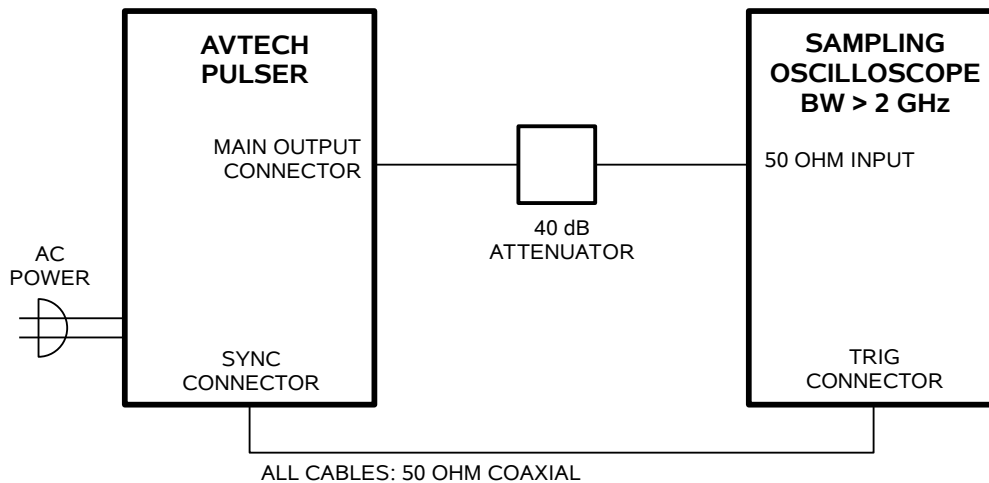 AVTECH
PULSER
MAIN OUTPUT
CONNECTOR
AC
POWER
SYNC
CONNECTOR
40 dB
ATTENUATOR
SAMPLING
OSCILLOSCOPE
BW > 2 GHz
50 OHM INPUT
TRIG
CONNECTOR
ALL CABLES: 50 OHM COAXIAL